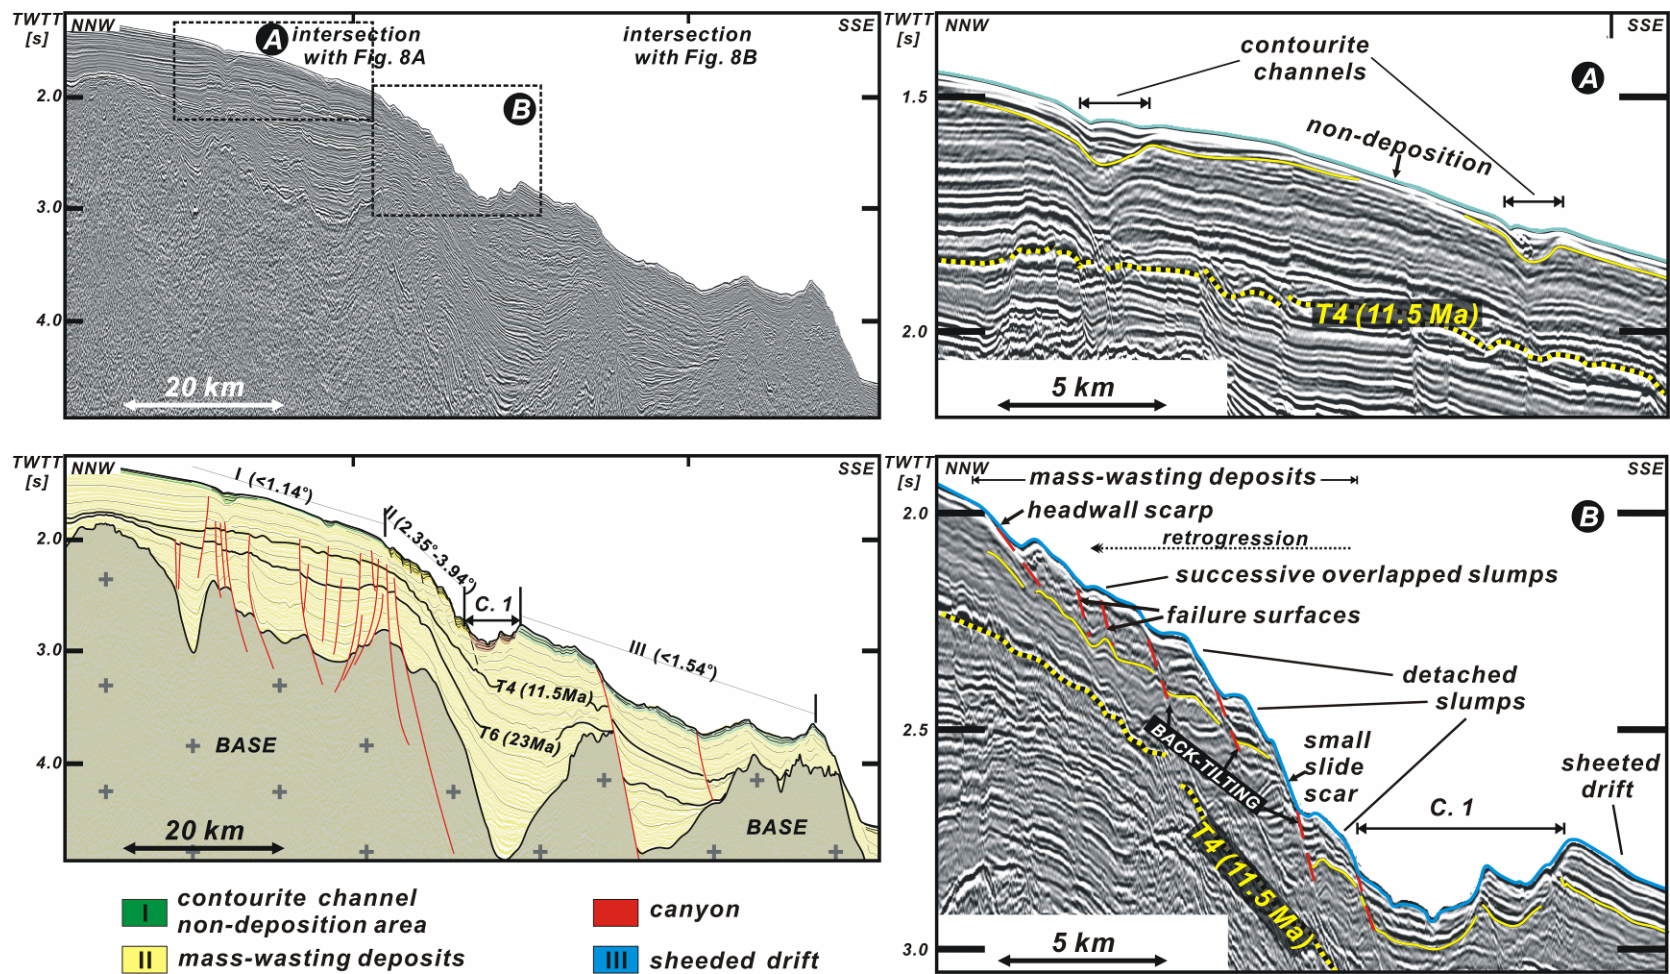 TWTT
[s]
NNW
A
intersection
with Fig. 8A
intersection
with Fig. 8B
SSE
B
2.0
3.0
4.0
20 km
TWTT
[s]
NNW
SSE
contourite
channels
A
1.5
non-deposition
T4 (11.5 Ma)
2.0
5 km
TWTT
[s]
NNW
SSE
I (<1.14°)
II (2.35°-3.94°)
2.0
C. 1
3.0
III (<1.54°)
T4 (11.5Ma)
T6 (23Ma)
BASE
4.0
BASE
20 km
I
contourite channel
non-deposition area
II
mass-wasting deposits
canyon
III
sheeted drift
TWTT
[s]
NNW
SSE
mass-wasting deposits
B
2.0
headwall scarp
retrogression
successive overlapped slumps
failure surfaces
detached
slumps
2.5
BACK-TILTING
small
slide
scar
sheeted
drift
C. 1
T4 (11.5 Ma)
5 km
3.0